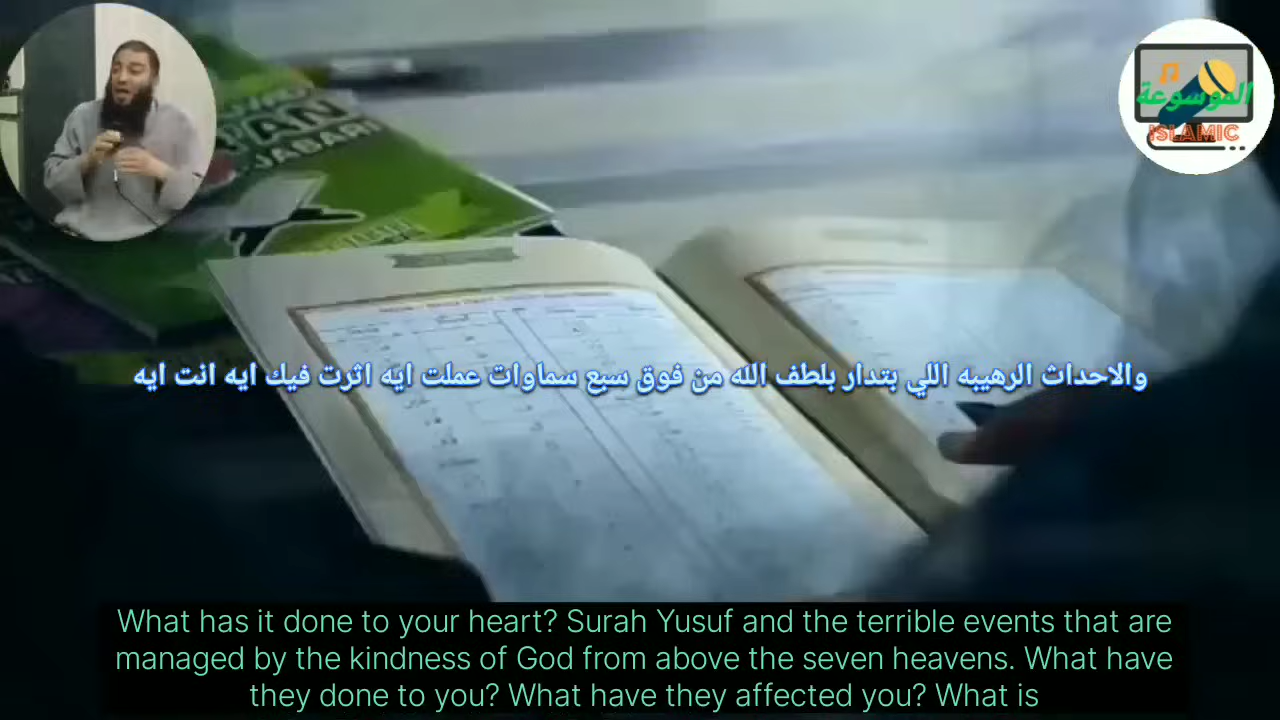 TAN
JABARI
الموسوعة
ISLAMIC
والاحداث الرهيبه اللي بتدار بلطف الله من فوق سبع سماوات عملت ايه اثرت فيك ايه انت ايه
What has it done to your heart? Surah Yusuf and the terrible events that are
managed by the kindness of God from above the seven heavens. What have
they done to you? What have they affected you? What is